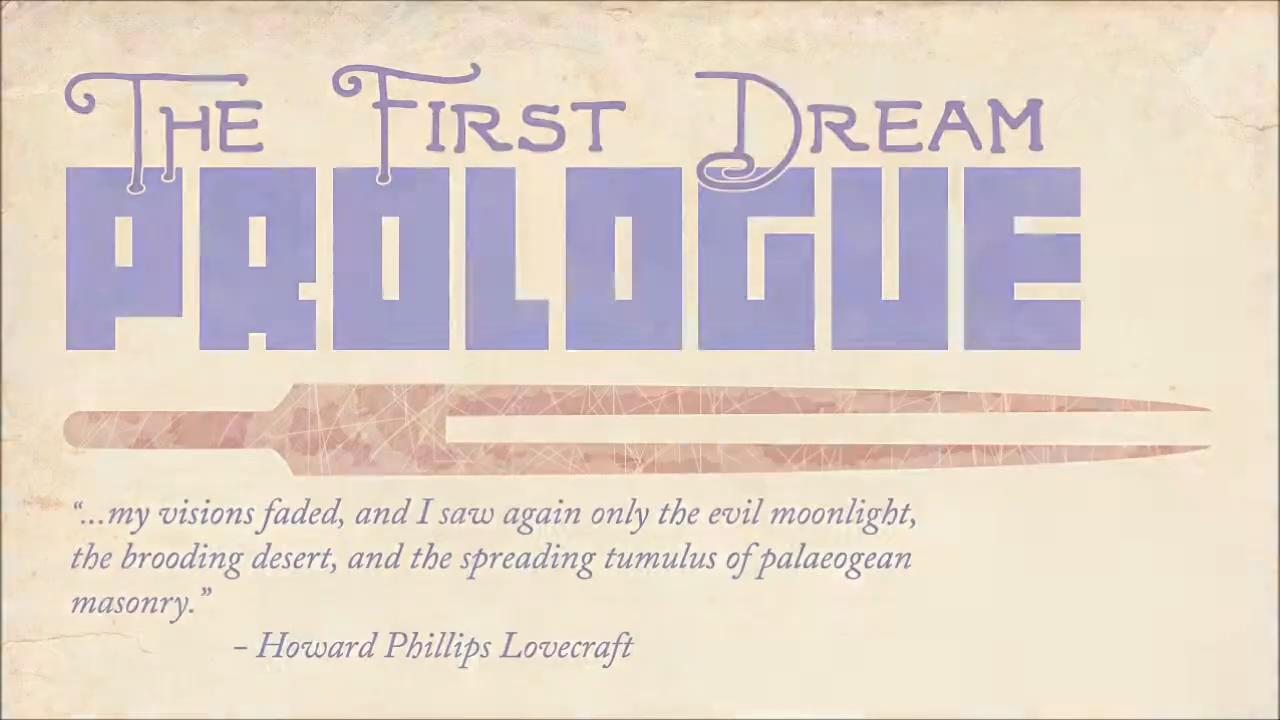 The First Dream
PROLOGUE
“...my visions faded, and I saw again only the evil moonlight,
the brooding desert, and the spreading tumulus of palaeogean
masonry.”
– Howard Phillips Lovecraft